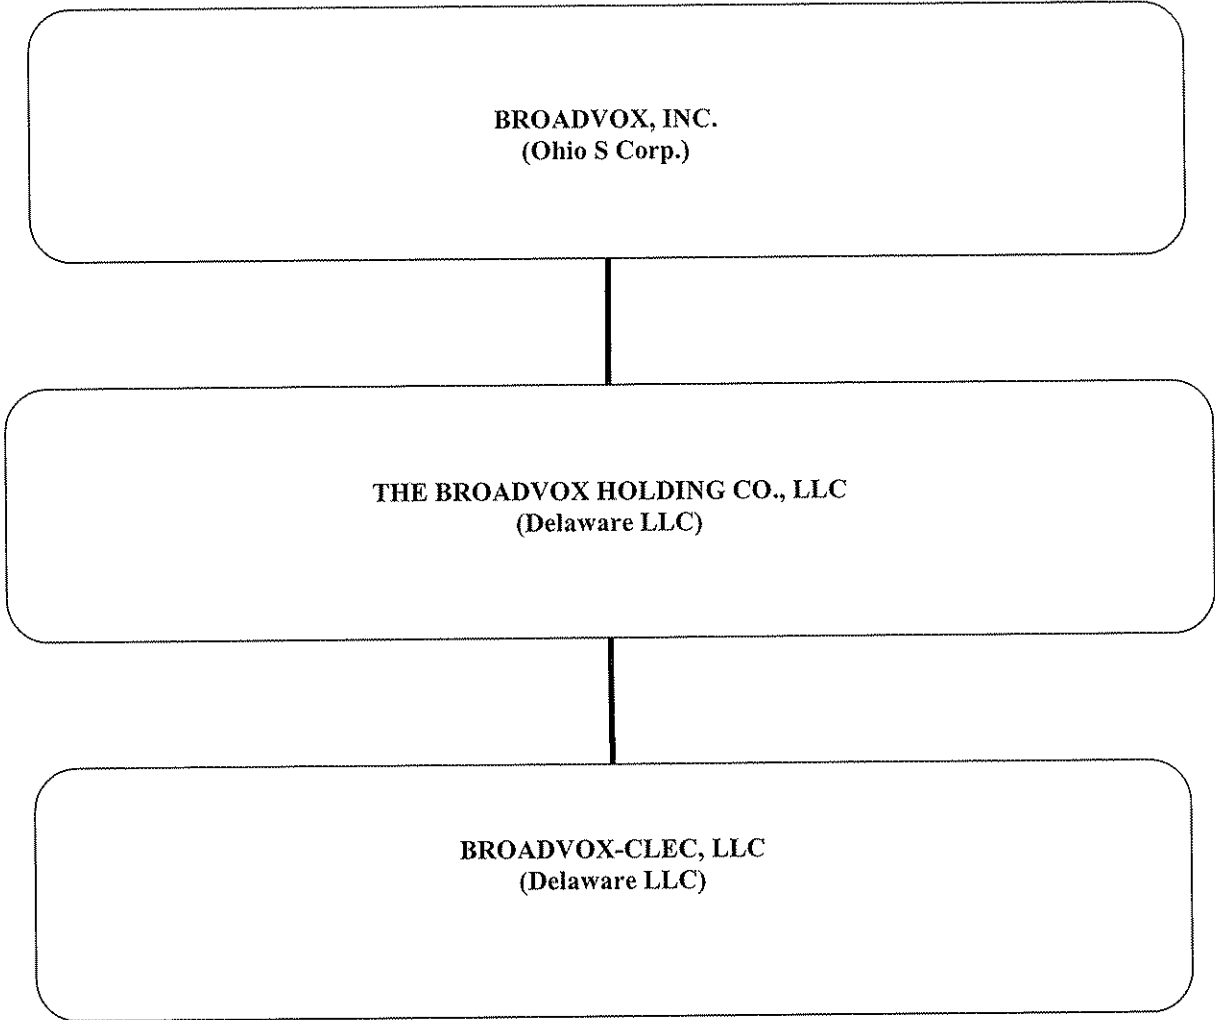 BROADVOX, INC.
(Ohio S Corp.)
THE BROADVOX HOLDING CO., LLC
(Delaware LLC)
BROADVOX-CLEC, LLC
(Delaware LLC)